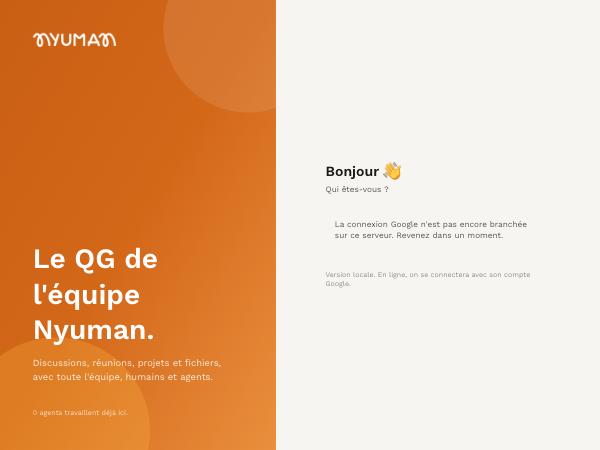 NYUMAN
Le QG de
l'équipe
Nyuman.
Discussions, réunions, projets et fichiers,
avec toute l'équipe, humains et agents.
0 agents travaillent déjà ici.
Bonjour 👋
Qui êtes-vous ?
La connexion Google n'est pas encore branchée
sur ce serveur. Revenez dans un moment.
Version locale. En ligne, on se connectera avec son compte
Google.